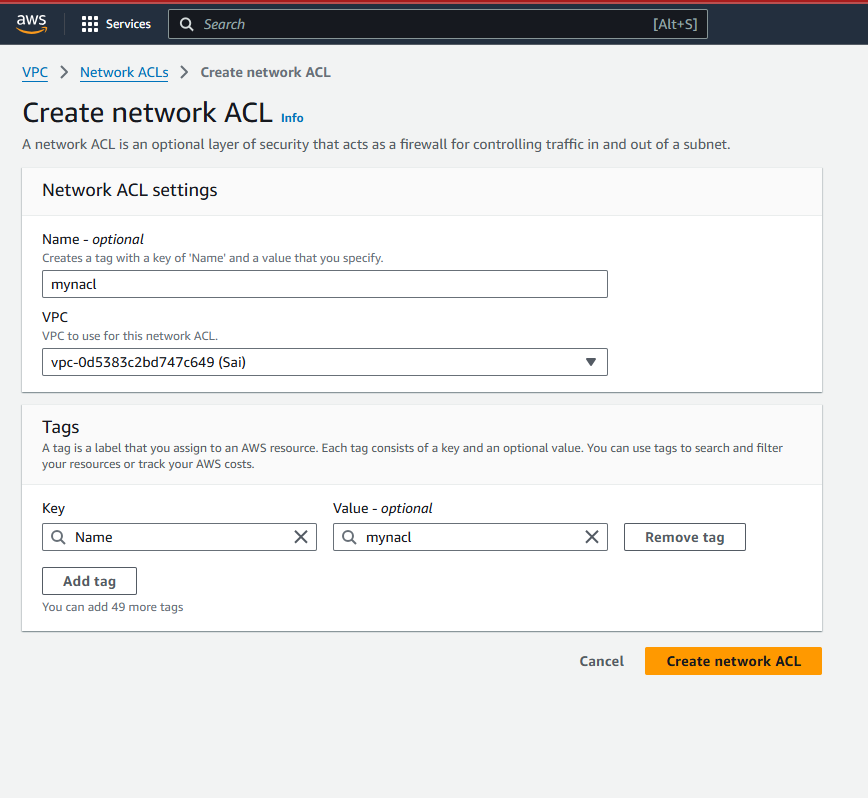 aws
Services
Search
[Alt+S]
VPC > Network ACLs > Create network ACL
Create network ACL Info
A network ACL is an optional layer of security that acts as a firewall for controlling traffic in and out of a subnet.
Network ACL settings
Name - optional
Creates a tag with a key of 'Name' and a value that you specify.
mynacl
VPC
VPC to use for this network ACL.
vpc-0d5383c2bd747c649 (Sai)
Tags
A tag is a label that you assign to an AWS resource. Each tag consists of a key and an optional value. You can use tags to search and filter
your resources or track your AWS costs.
Key
Value - optional
Name
mynacl
Remove tag
Add tag
You can add 49 more tags
Cancel
Create network ACL